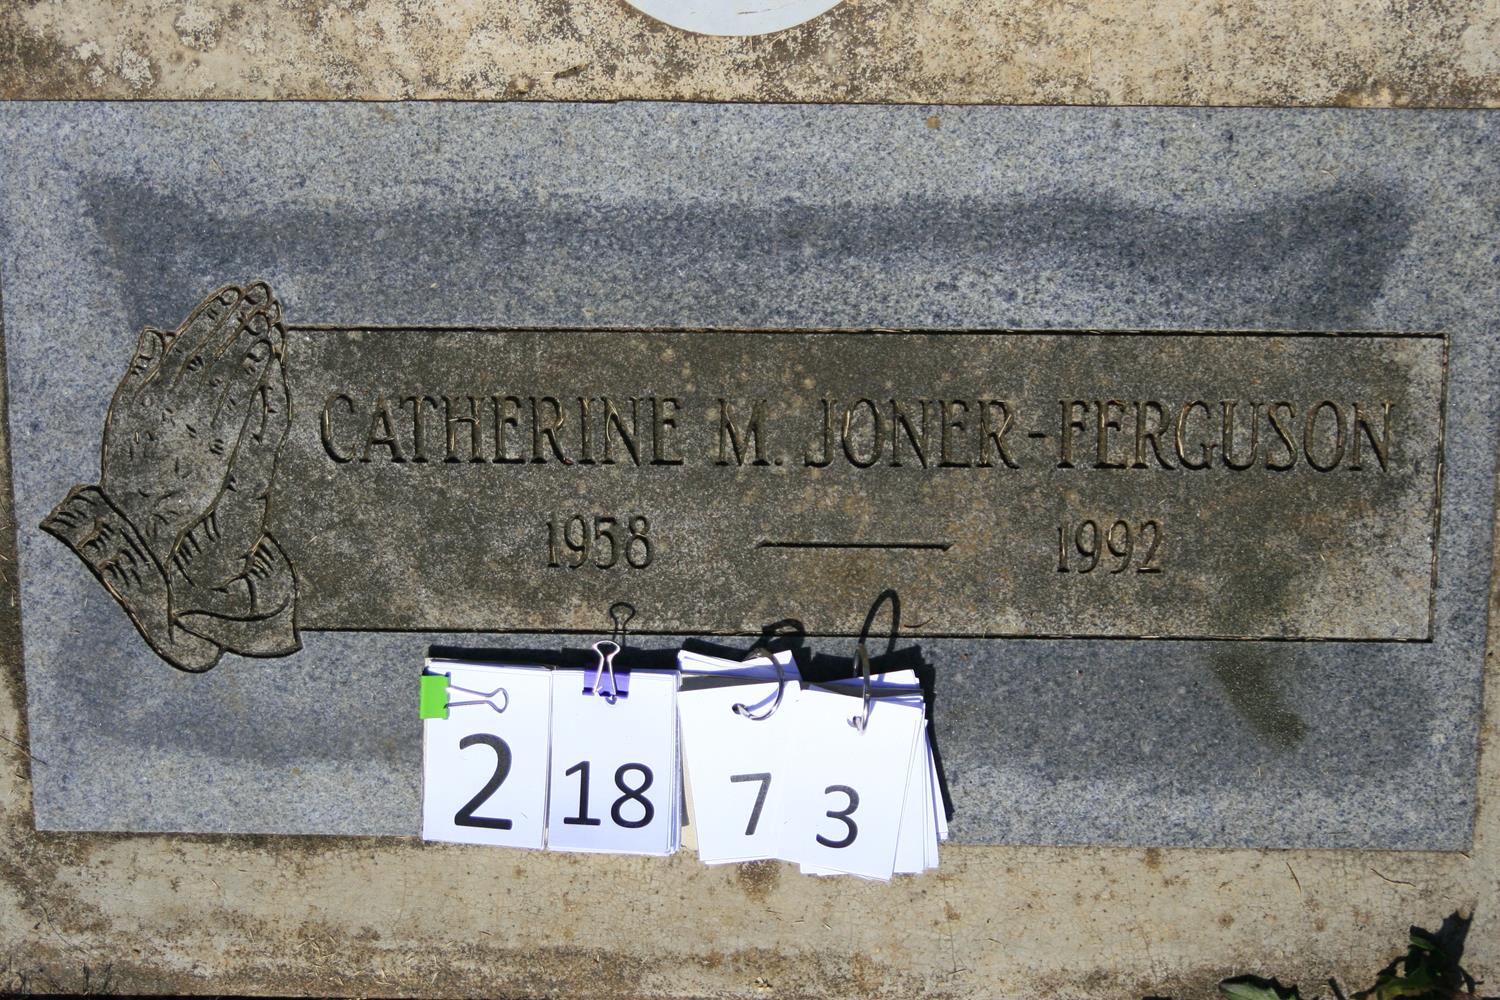 CATHERINE M. JONER-FERGUSON
1958 — 1992
2 18 7 3